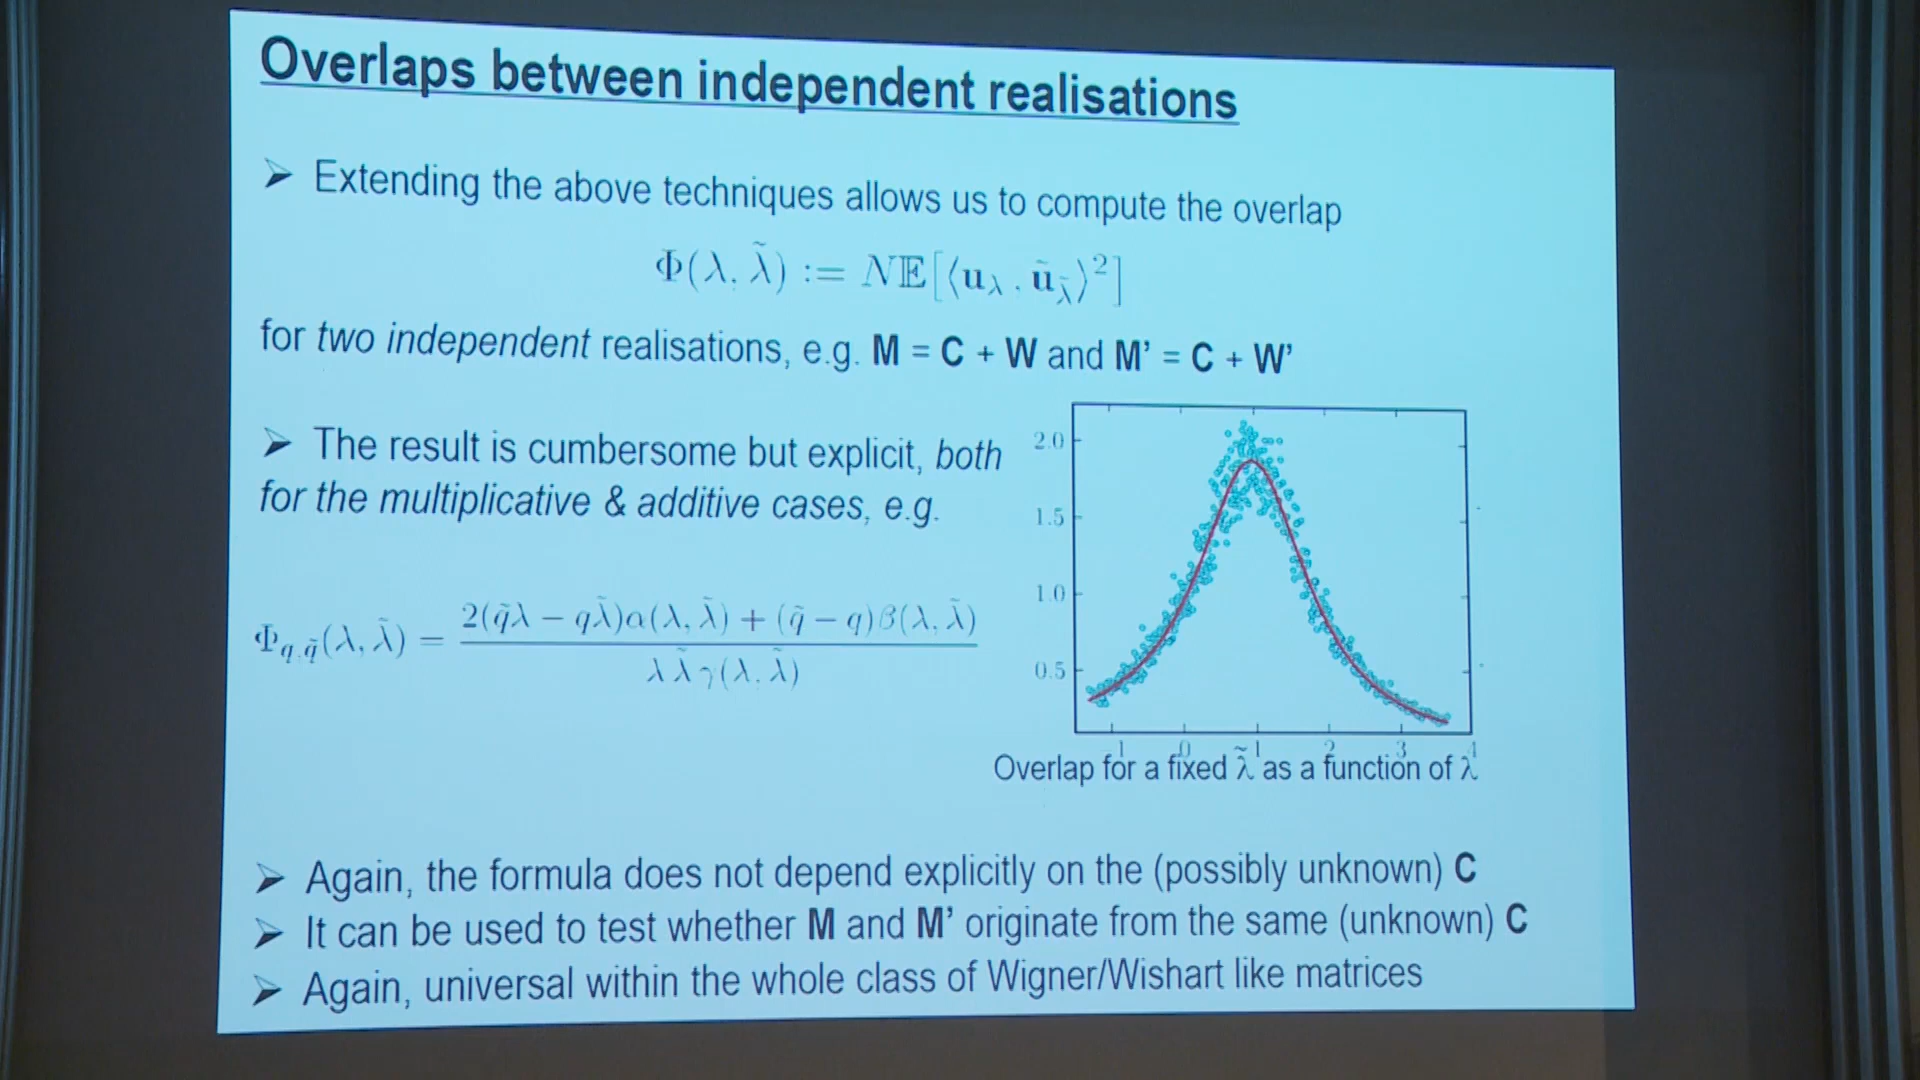 Overlaps between independent realisations
➢ Extending the above techniques allows us to compute the overlap
Φ(λ, λ̃) := NE[⟨u_λ, ũ_λ̃⟩²]
for two independent realisations, e.g. M = C + W and M' = C + W'
➢ The result is cumbersome but explicit, both
for the multiplicative & additive cases, e.g.
Φ_{q,q̃}(λ, λ̃) = 2(q̃λ − qλ̃)α(λ, λ̃) + (q̃ − q)β(λ, λ̃) / λλ̃γ(λ, λ̃)
2.0
1.5
1.0
0.5
-1 0 1 2 3 4
Overlap for a fixed λ̃ as a function of λ
➢ Again, the formula does not depend explicitly on the (possibly unknown) C
➢ It can be used to test whether M and M' originate from the same (unknown) C
➢ Again, universal within the whole class of Wigner/Wishart like matrices